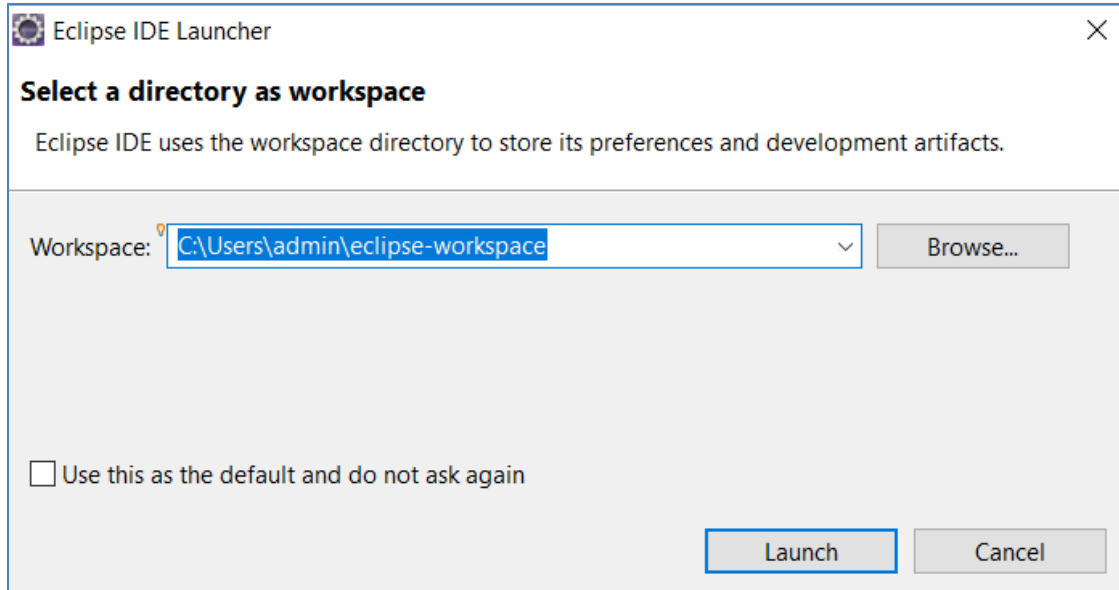 Eclipse IDE Launcher
Select a directory as workspace
Eclipse IDE uses the workspace directory to store its preferences and development artifacts.
Workspace: C:\Users\admin\eclipse-workspace Browse...
Use this as the default and do not ask again
Launch Cancel